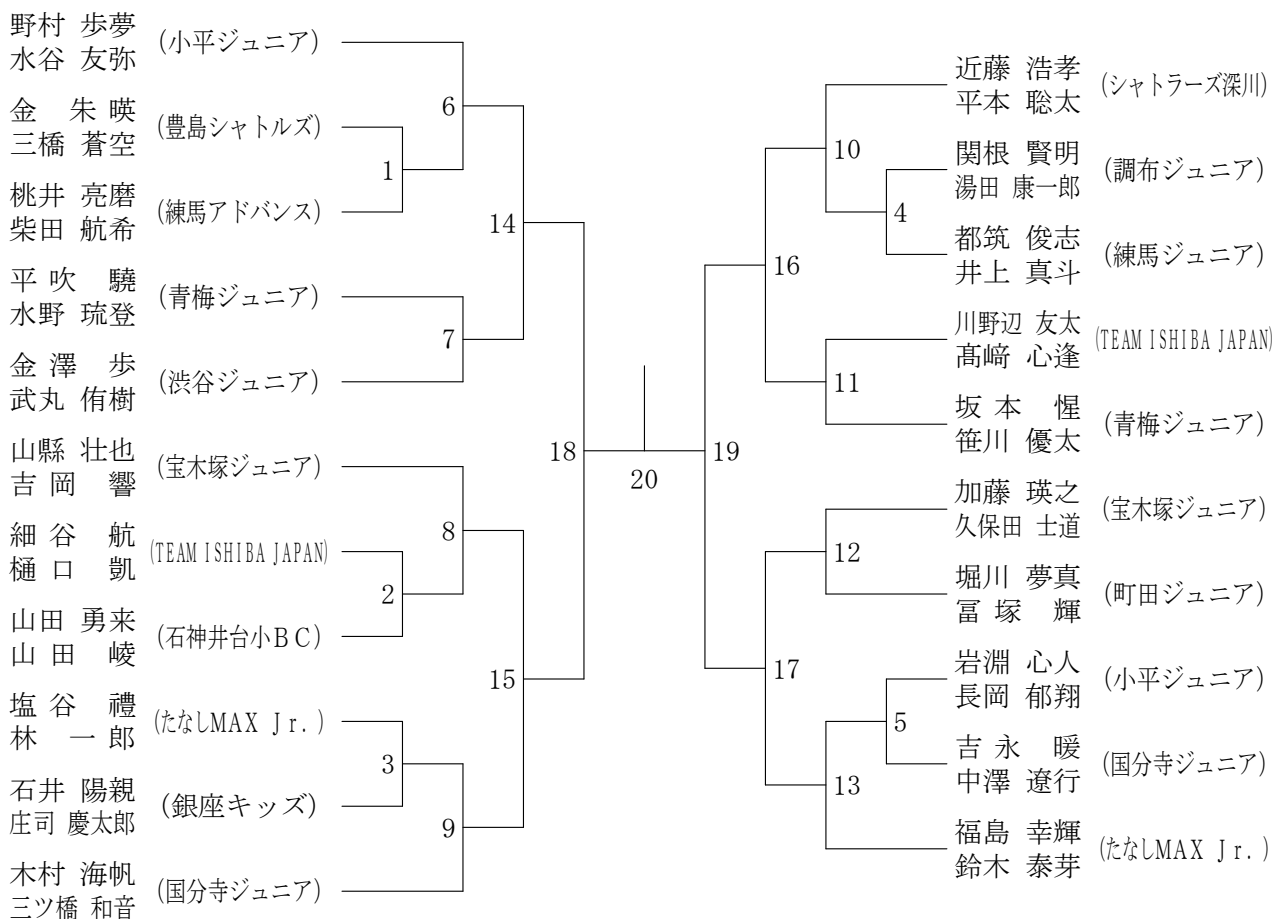 野村 歩夢
水谷 友弥
(小平ジュニア)
金 朱暎
三橋 蒼空
(豊島シャトルズ)
桃井 亮磨
柴田 航希
(練馬アドバンス)
平吹 驍
水野 琉登
(青梅ジュニア)
金澤 歩
武丸 侑樹
(渋谷ジュニア)
山縣 壮也
吉岡 響
(宝木塚ジュニア)
細谷 航
樋口 凱
(TEAM ISHIBA JAPAN)
山田 勇来
山田 崚
(石神井台小BC)
塩谷 禮
林 一郎
(たなしMAX Jr.)
石井 陽親
庄司 慶太郎
(銀座キッズ)
木村 海帆
三ツ橋 和音
(国分寺ジュニア)
1
2
3
6
7
8
9
14
15
18
20
19
16
17
10
11
12
13
4
5
近藤 浩孝
平本 聡太
(シャトラーズ深川)
関根 賢明
湯田 康一郎
(調布ジュニア)
都筑 俊志
井上 真斗
(練馬ジュニア)
川野辺 友太
髙﨑 心逢
(TEAM ISHIBA JAPAN)
坂本 惺
笹川 優太
(青梅ジュニア)
加藤 瑛之
久保田 士道
(宝木塚ジュニア)
堀川 夢真
冨塚 輝
(町田ジュニア)
岩淵 心人
長岡 郁翔
(小平ジュニア)
吉永 暖
中澤 遼行
(国分寺ジュニア)
福島 幸輝
鈴木 泰芽
(たなしMAX Jr.)